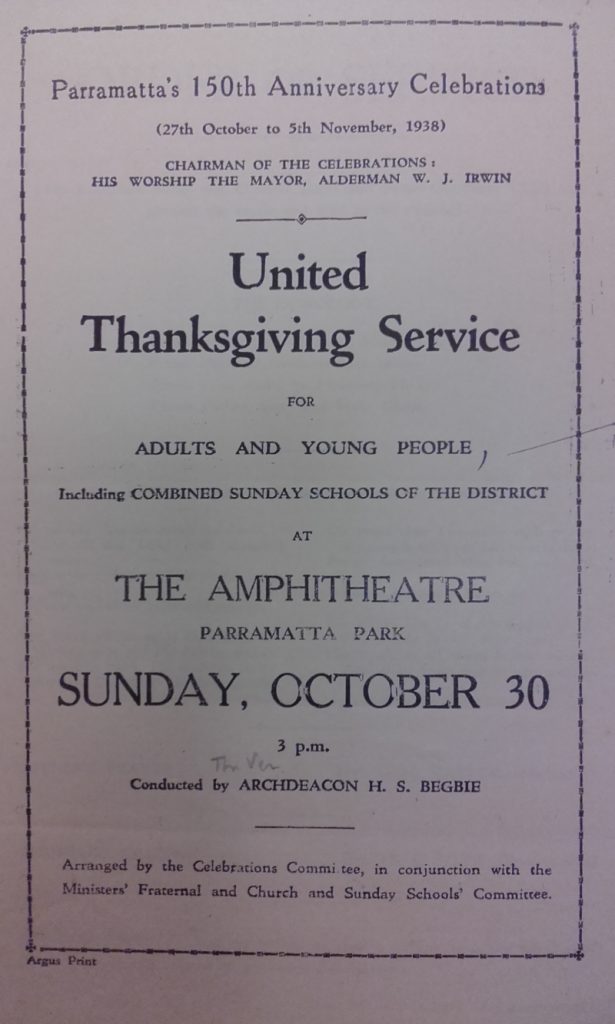 Parramatta's 150th Anniversary Celebrations
(27th October to 5th November, 1938)
CHAIRMAN OF THE CELEBRATIONS:
HIS WORSHIP THE MAYOR, ALDERMAN W. J. IRWIN
United
Thanksgiving Service
FOR
ADULTS AND YOUNG PEOPLE,
Including COMBINED SUNDAY SCHOOLS OF THE DISTRICT
AT
THE AMPHITHEATRE
PARRAMATTA PARK
SUNDAY, OCTOBER 30
3 p.m.
The Ven
Conducted by ARCHDEACON H. S. BEGBIE
Arranged by the Celebrations Committee, in conjunction with the
Ministers' Fraternal and Church and Sunday Schools' Committee.
Argus Print